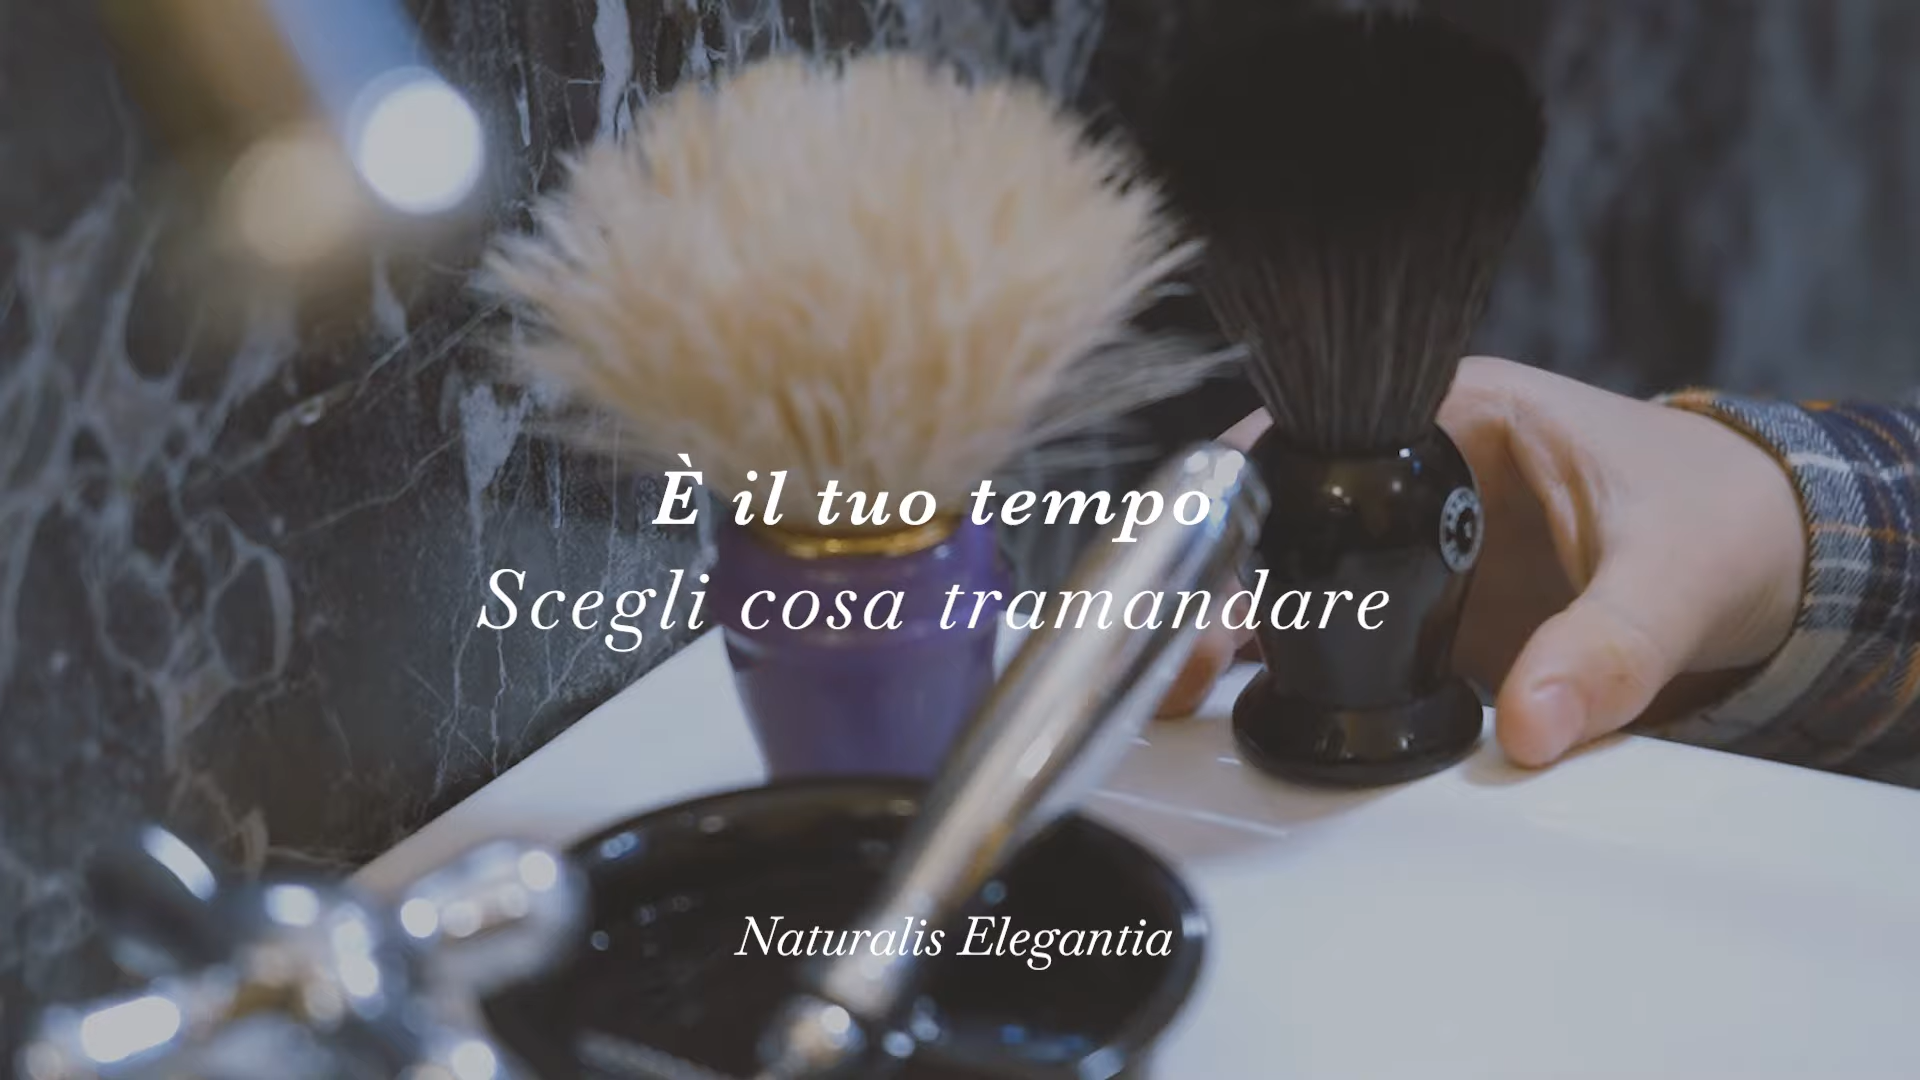 È il tuo tempo
Scegli cosa tramandare
Naturalis Elegantia